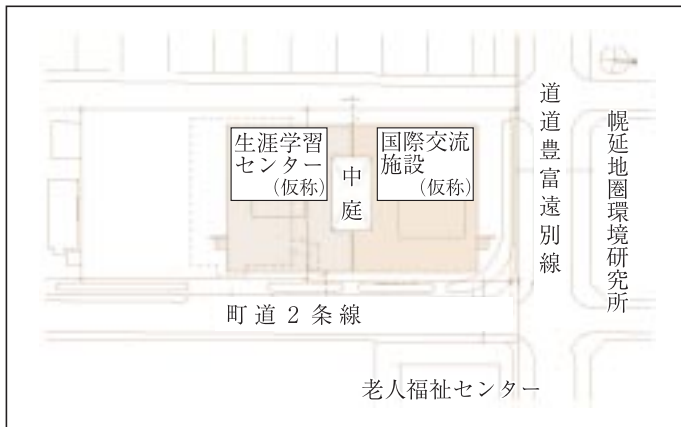 生涯学習
センター
（仮称）
中庭
国際交流
施設
（仮称）
道道豊富遠別線
幌延地圏環境研究所
町道２条線
老人福祉センター